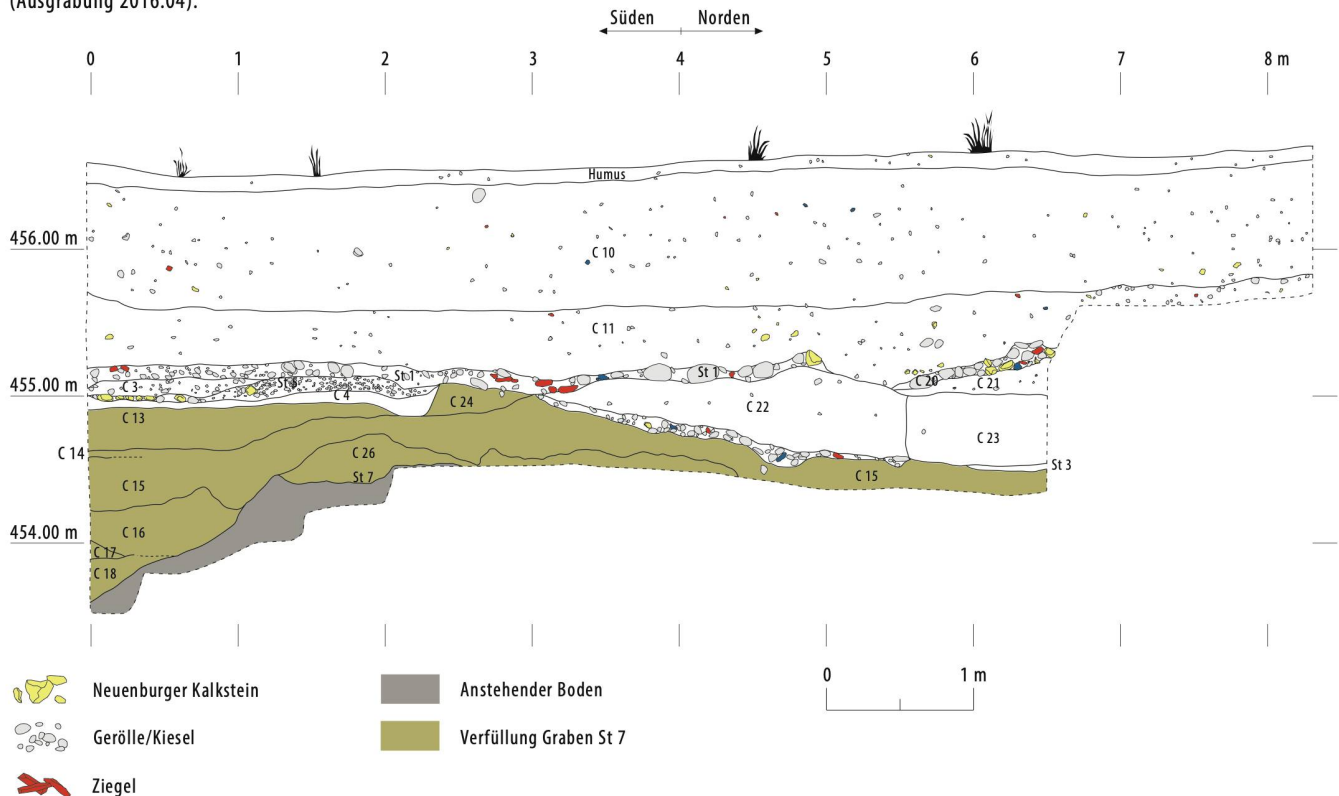 (Ausgrabung 2016.04).
Süden Norden
0 1 2 3 4 5 6 7 8 m
Humus
456.00 m
C 10
C 11
455.00 m
St 1
St 1
C 3
C 4
C 20
C 21
C 24
C 22
C 13
C 23
C 14
C 26
St 7
St 3
C 15
C 15
454.00 m
C 16
C 17
C 18
Neuenburger Kalkstein
Anstehender Boden
0 1 m
Gerölle/Kiesel
Verfüllung Graben St 7
Ziegel